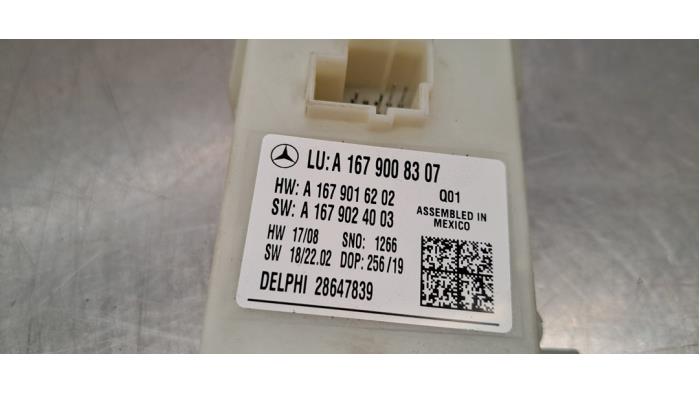 LU: A 167 900 83 07
HW: A 167 901 62 02 Q01
SW: A 167 902 40 03 ASSEMBLED IN
MEXICO
HW 17/08 SNO: 1266
SW 18/22.02 DOP: 256/19
DELPHI 28647839